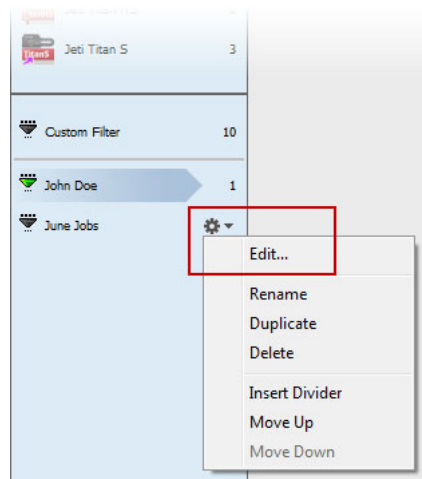 Jeti Titan S 3
TitanS
Custom Filter 10
John Doe 1
June Jobs
Edit...
Rename
Duplicate
Delete
Insert Divider
Move Up
Move Down